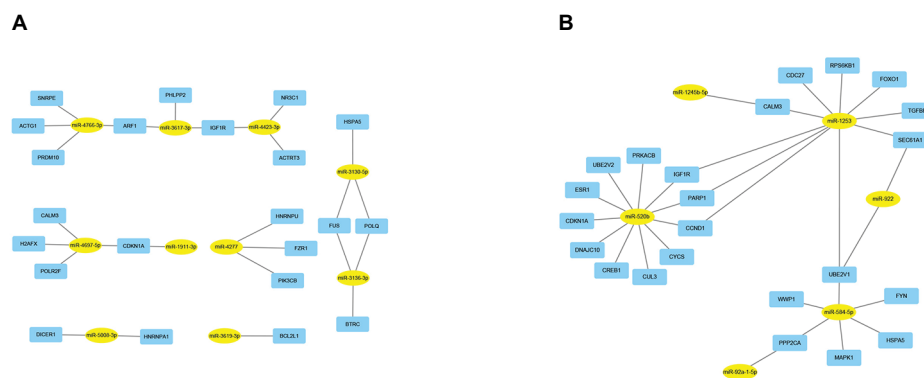 A
B
SNRPE
PHLPP2
NR3C1
ACTG1
miR-4766-3p
ARF1
miR-3617-3p
IGF1R
miR-4423-3p
PRDM10
ACTRT3
HSPA5
miR-3130-5p
FUS
POLQ
miR-3156-3p
BTRC
CALM3
H2AFX
miR-4697-5p
CDKN1A
miR-1911-3p
POLR2F
HNRNPU
miR-4277
FZR1
PIK3CB
DICER1
miR-5008-3p
HNRNPA1
miR-3619-3p
BCL2L1
RPS6KB1
CDC27
FOXO1
miR-1245b-5p
CALM3
miR-1253
TGFB
SEC61A1
PRKACB
UBE2V2
IGF1R
ESR1
PARP1
miR-922
CDKN1A
miR-520b
CCND1
DNAJC10
CYCS
CREB1
CUL3
UBE2V1
WWP1
FYN
miR-584-5p
PPP2CA
HSPA5
MAPK1
miR-92a-1-5p